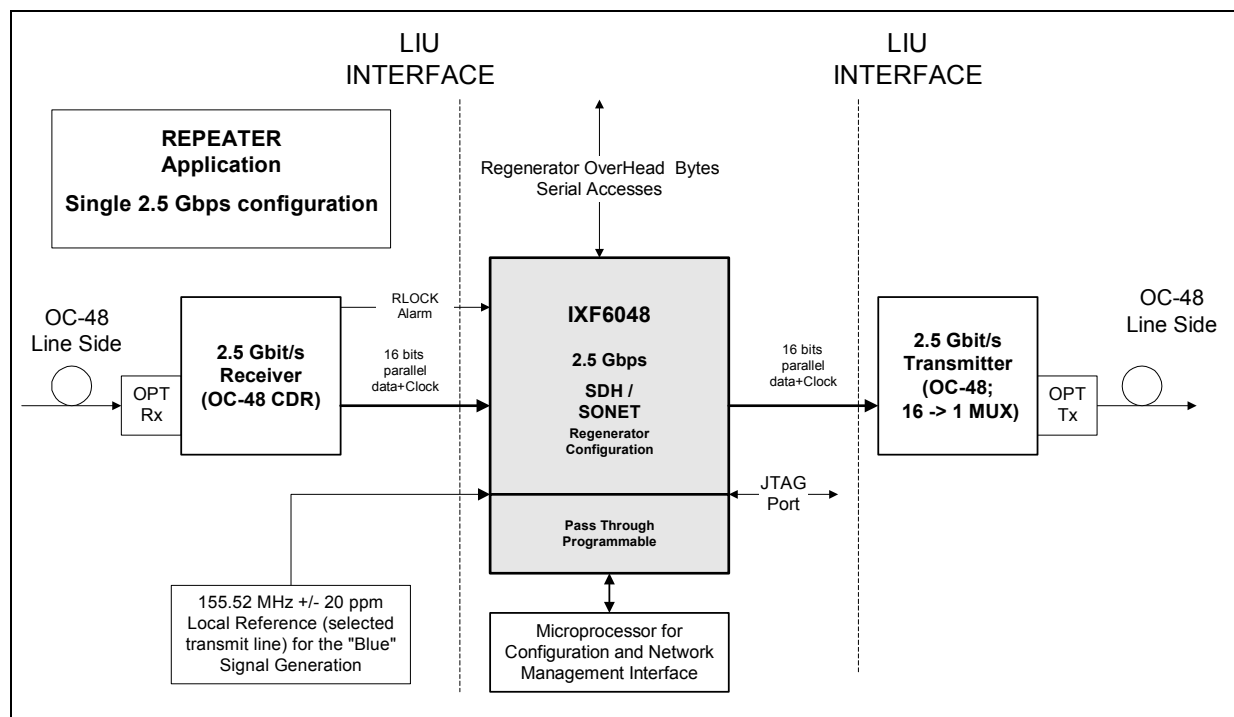 LIU
INTERFACE
LIU
INTERFACE
REPEATER
Application
Single 2.5 Gbps configuration
Regenerator OverHead Bytes
Serial Accesses
OC-48
Line Side
OPT
Rx
2.5 Gbit/s
Receiver
(OC-48 CDR)
RLOCK
Alarm
16 bits
parallel
data+Clock
IXF6048
2.5 Gbps
SDH /
SONET
Regenerator
Configuration
Pass Through
Programmable
16 bits
parallel
data+Clock
2.5 Gbit/s
Transmitter
(OC-48;
16 -> 1 MUX)
OPT
Tx
OC-48
Line Side
JTAG
Port
155.52 MHz +/- 20 ppm
Local Reference (selected
transmit line) for the "Blue"
Signal Generation
Microprocessor for
Configuration and Network
Management Interface